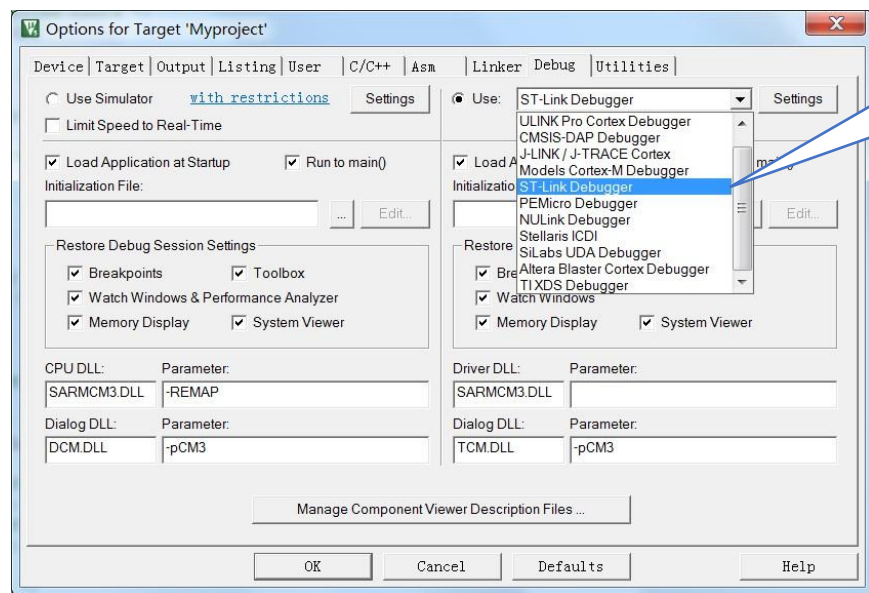 Options for Target 'Myproject'
Device Target Output Listing User C/C++ Asm Linker Debug Utilities
Use Simulator with restrictions Settings
Limit Speed to Real-Time
Load Application at Startup Run to main()
Initialization File:
... Edit...
Restore Debug Session Settings
Breakpoints Toolbox
Watch Windows & Performance Analyzer
Memory Display System Viewer
CPU DLL: Parameter:
SARMCM3.DLL -REMAP
Dialog DLL: Parameter:
DCM.DLL -pCM3
Use: ST-Link Debugger Settings
ULINK Pro Cortex Debugger
CMSIS-DAP Debugger
J-LINK / J-TRACE Cortex
Models Cortex-M Debugger
ST-Link Debugger
PEMicro Debugger
NULink Debugger
Stellaris ICDI
SiLabs UDA Debugger
Altera Blaster Cortex Debugger
TI XDS Debugger
Load A
Initializatio
Edit...
Restore
Bre
Watch Windows
Memory Display System Viewer
Driver DLL: Parameter:
SARMCM3.DLL
Dialog DLL: Parameter:
TCM.DLL -pCM3
Manage Component Viewer Description Files ...
OK Cancel Defaults Help